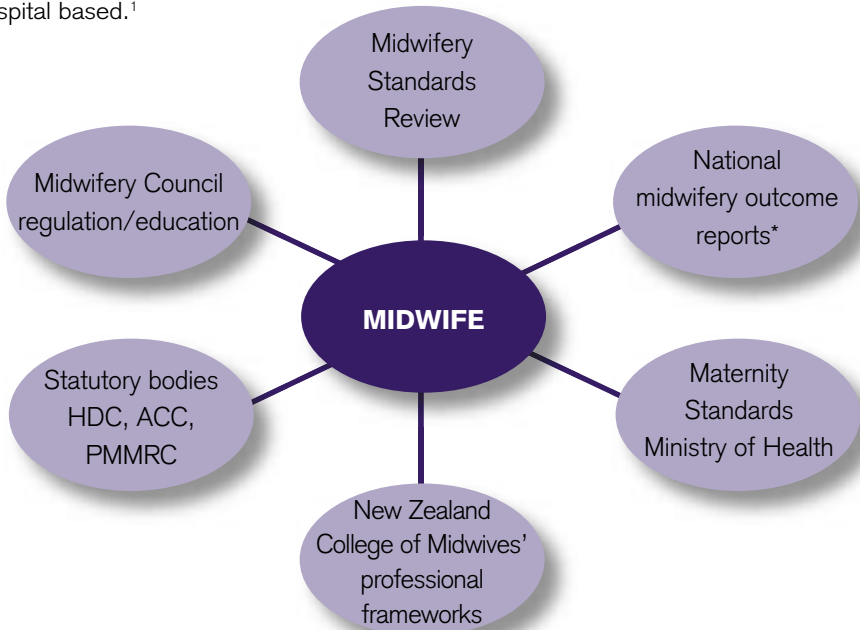 hospital based.¹
Midwifery
Standards
Review
Midwifery Council
regulation/education
National
midwifery outcome
reports*
MIDWIFE
Statutory bodies
HDC, ACC,
PMMRC
Maternity
Standards
Ministry of Health
New Zealand
College of Midwives’
professional
frameworks